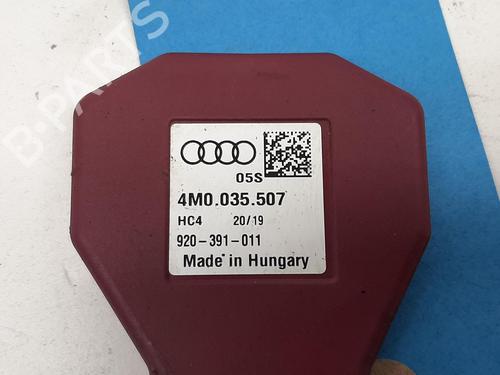 B-PARTS
05S
4M0.035.507
HC4 20/19
920-391-011
Made in Hungary